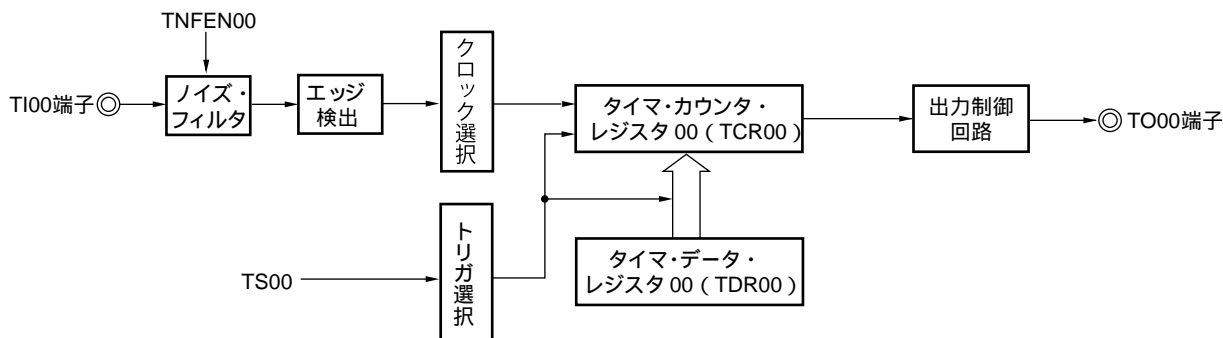 TNFEN00
TI00端子
ノイズ・
フィルタ
エッジ
検出
クロック選択
タイマ・カウンタ・
レジスタ 00（TCR00）
出力制御
回路
TO00端子
TS00
トリガ選択
タイマ・データ・
レジスタ 00（TDR00）